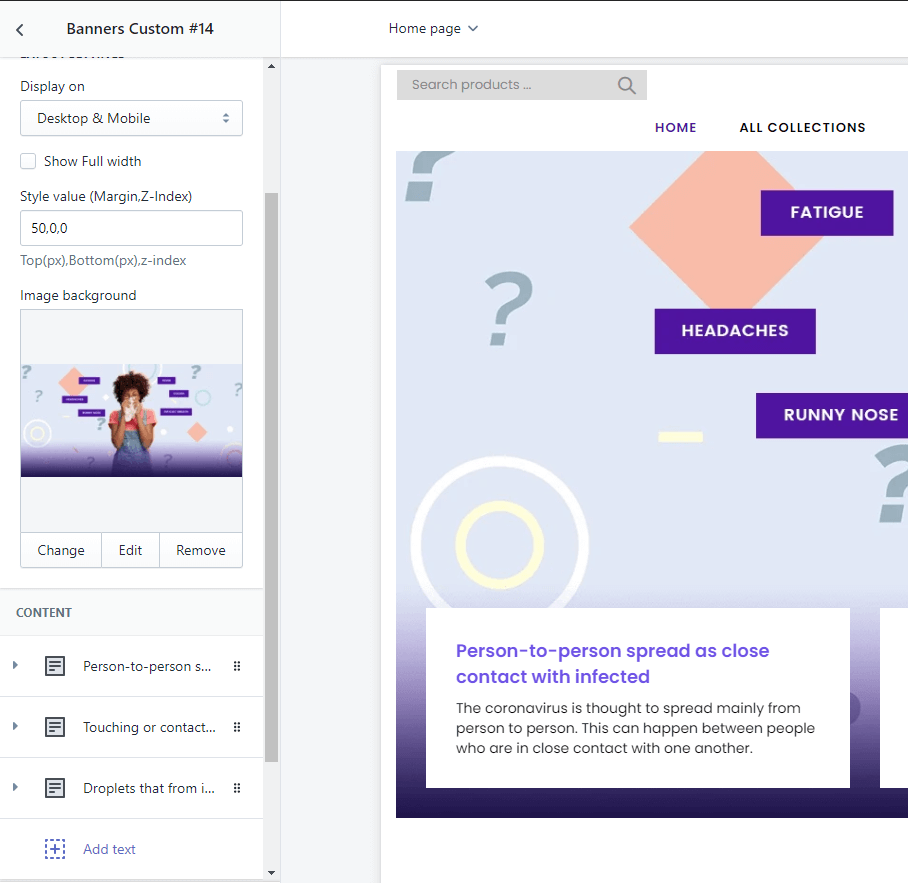 Banners Custom #14
Home page
Display on
Desktop & Mobile
Show Full width
Style value (Margin,Z-Index)
50,0,0
Top(px),Bottom(px),z-index
Image background
Change
Edit
Remove
CONTENT
Person-to-person s...
Touching or contact...
Droplets that from i...
Add text
Search products ...
HOME
ALL COLLECTIONS
FATIGUE
HEADACHES
RUNNY NOSE
Person-to-person spread as close
contact with infected
The coronavirus is thought to spread mainly from
person to person. This can happen between people
who are in close contact with one another.